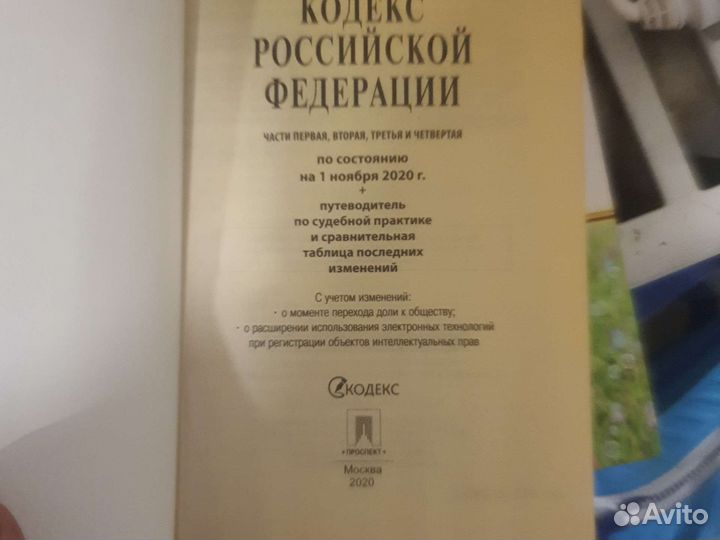 КОДЕКС
РОССИЙСКОЙ
ФЕДЕРАЦИИ
ЧАСТИ ПЕРВАЯ, ВТОРАЯ, ТРЕТЬЯ И ЧЕТВЕРТАЯ
по состоянию
на 1 ноября 2020 г.
+
путеводитель
по судебной практике
и сравнительная
таблица последних
изменений
С учетом изменений:
· о моменте перехода доли к обществу;
· о расширении использования электронных технологий
при регистрации объектов интеллектуальных прав
КОДЕКС
• ПРОСПЕКТ •
Москва
2020
Avito